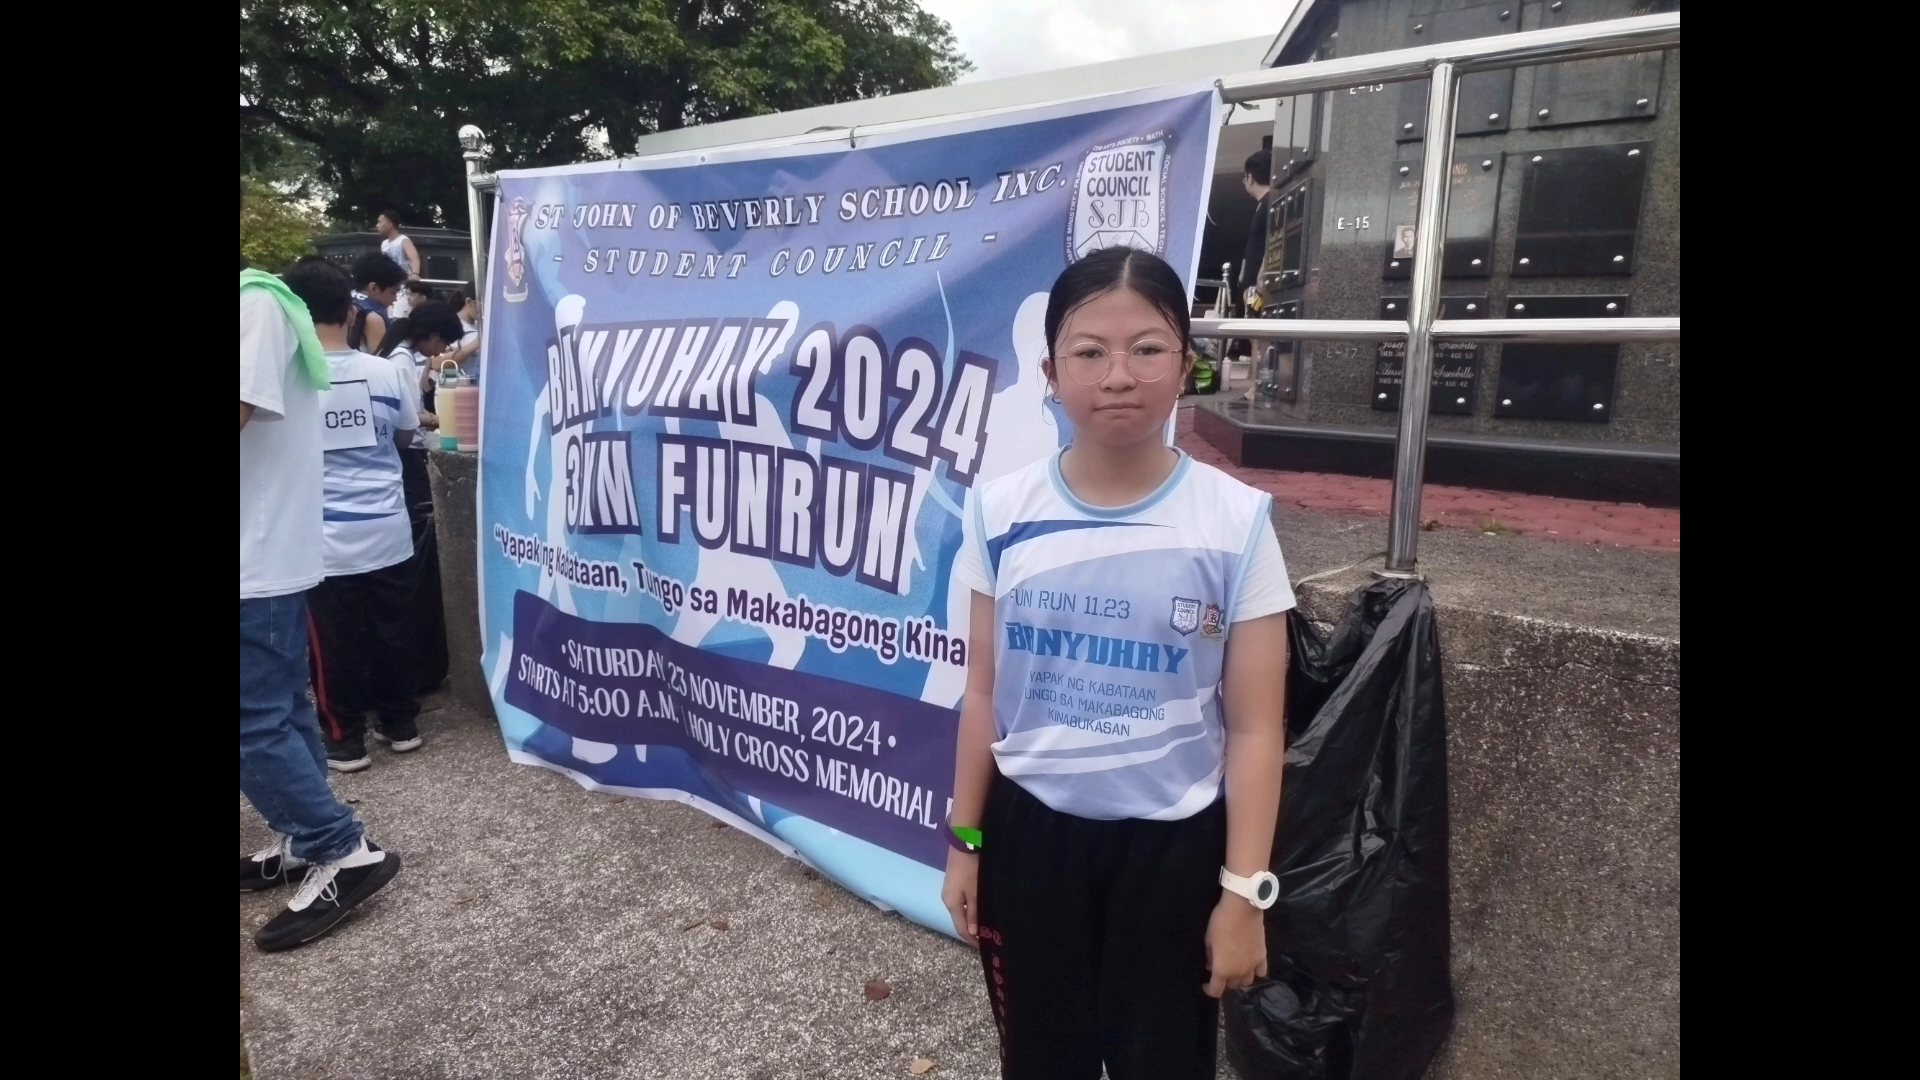 ST JOHN OF BEVERLY SCHOOL INC.
- STUDENT COUNCIL -
STUDENT
COUNCIL
SJB
BANYUHAY 2024
3KM FUNRUN
"Yapak ng Kabataan, Tungo sa Makabagong Kina
• SATURDAY, 23 NOVEMBER, 2024 •
STARTS AT 5:00 A.M. | HOLY CROSS MEMORIAL
026
FUN RUN 11.23
BANYUHAY
YAPAK NG KABATAAN
TUNGO SA MAKABAGONG
KINABUKASAN
E-15
E-17